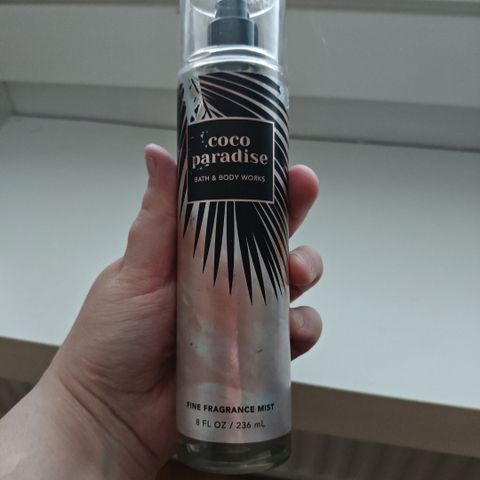 coco
paradise
BATH & BODY WORKS
FINE FRAGRANCE MIST
8 FL OZ / 236 mL